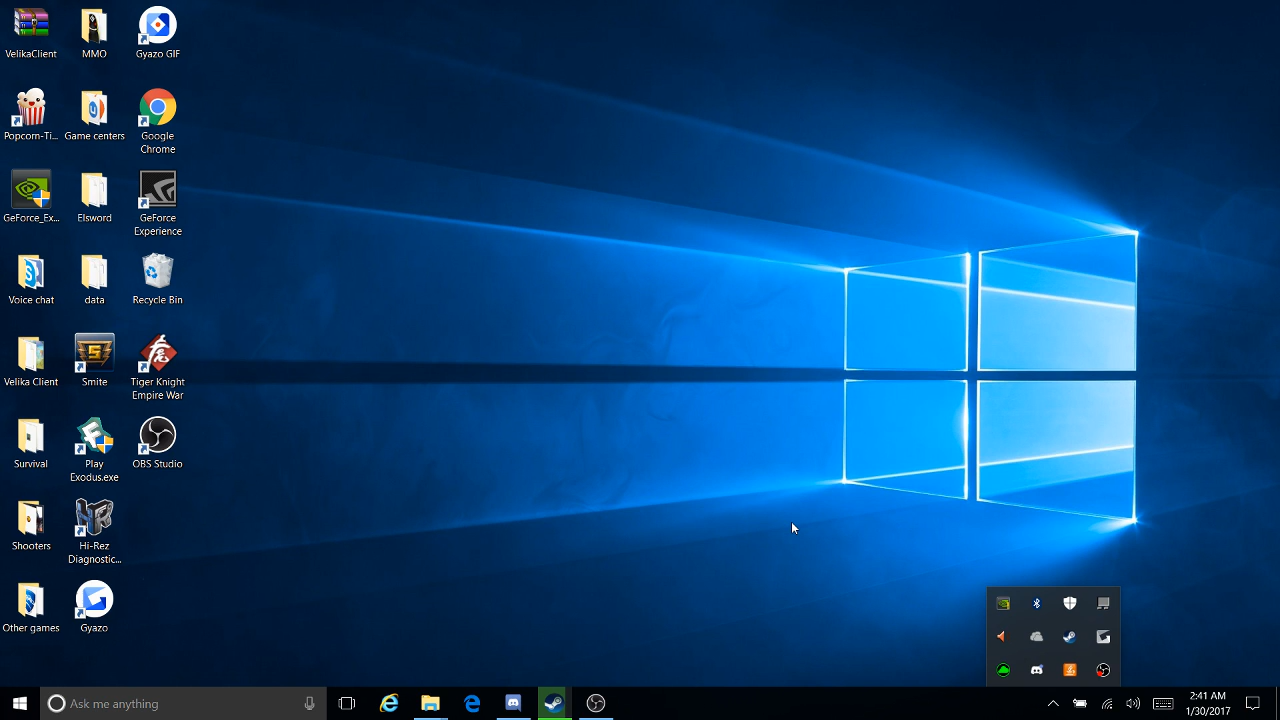 VelikaClient
MMO
Gyazo GIF
Popcorn-Ti...
Game centers
Google
Chrome
GeForce_Ex...
Elsword
GeForce
Experience
Voice chat
data
Recycle Bin
Velika Client
Smite
Tiger Knight
Empire War
Survival
Play
Exodus.exe
OBS Studio
Shooters
Hi-Rez
Diagnostic...
Other games
Gyazo
Ask me anything
2:41 AM
1/30/2017